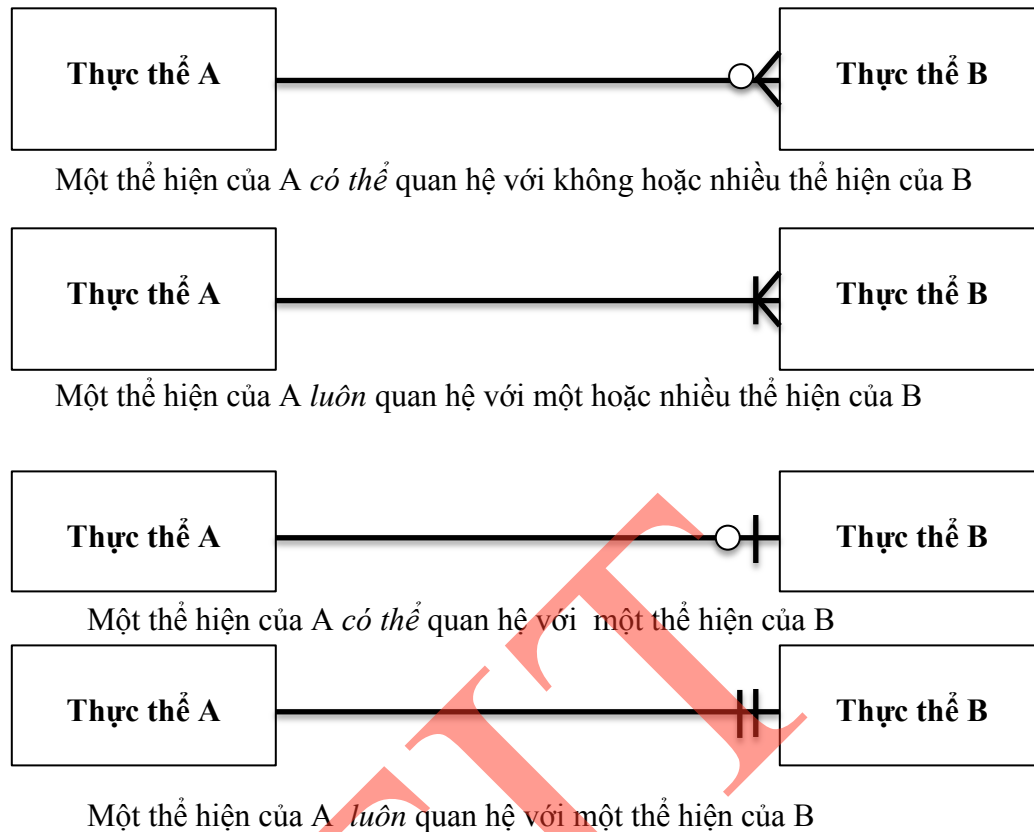 Thực thể A Thực thể B
Một thể hiện của A có thể quan hệ với không hoặc nhiều thể hiện của B
Thực thể A Thực thể B
Một thể hiện của A luôn quan hệ với một hoặc nhiều thể hiện của B
Thực thể A Thực thể B
Một thể hiện của A có thể quan hệ với một thể hiện của B
Thực thể A Thực thể B
Một thể hiện của A luôn quan hệ với một thể hiện của B